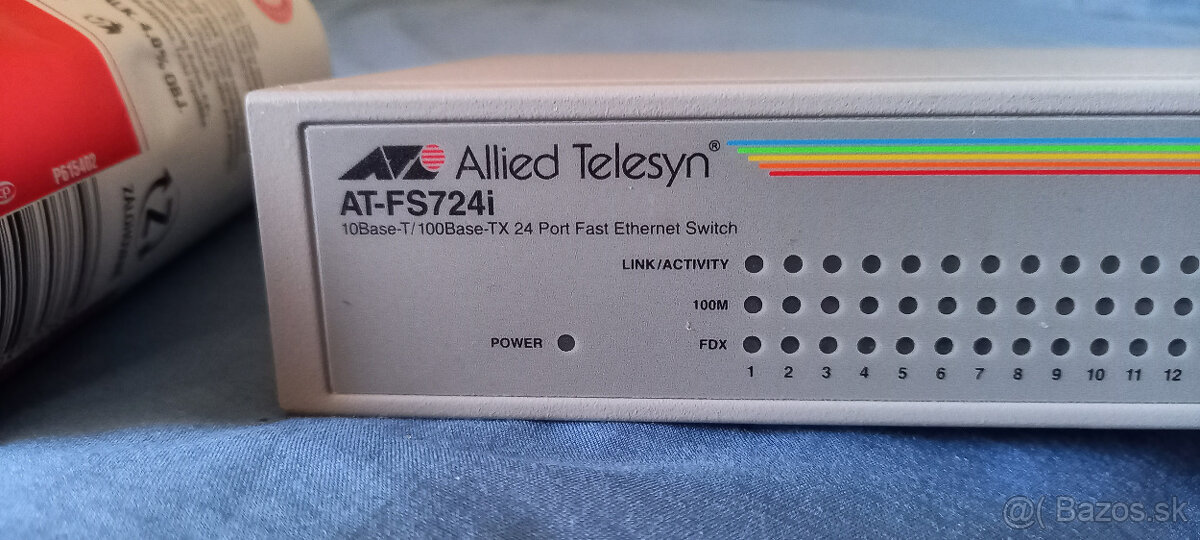 Allied Telesyn®
AT-FS724i
10Base-T/100Base-TX 24 Port Fast Ethernet Switch
LINK/ACTIVITY
100M
POWER
FDX
1 2 3 4 5 6 7 8 9 10 11 12
P615402
@( Bazos.sk